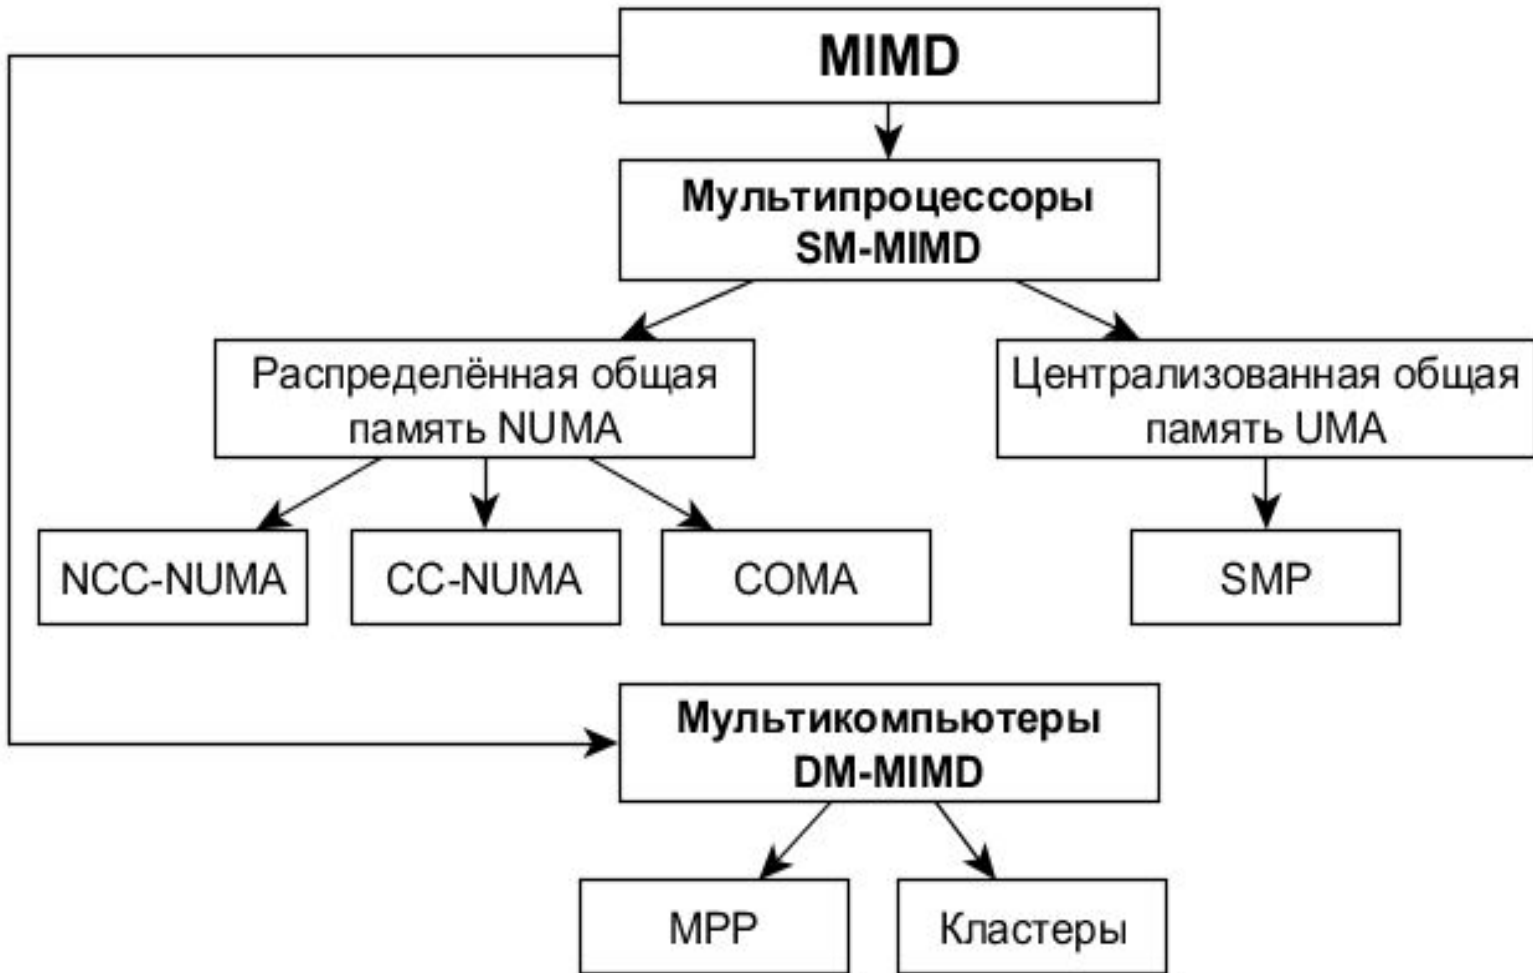 MIMD
Мультипроцессоры
SM-MIMD
Распределённая общая
память NUMA
Централизованная общая
память UMA
NCC-NUMA
CC-NUMA
COMA
SMP
Мультикомпьютеры
DM-MIMD
MPP
Кластеры